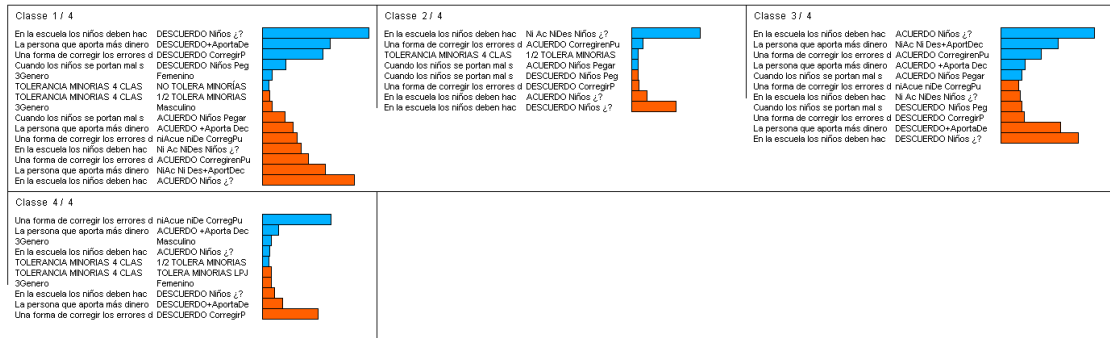 Classe 1 / 4
En la escuela los niños deben hac DESCUERDO Niños ¿?
La persona que aporta más dinero DESCUERDO+AportaDe
Una forma de corregir los errores d DESCUERDO CorregirP
Cuando los niños se portan mal s DESCUERDO Niños Peg
3Genero Femenino
TOLERANCIA MINORIAS 4 CLAS NO TOLERA MINORÍAS
TOLERANCIA MINORIAS 4 CLAS 1/2 TOLERA MINORIAS
3Genero Masculino
Cuando los niños se portan mal s ACUERDO Niños Pegar
La persona que aporta más dinero ACUERDO +Aporta Dec
Una forma de corregir los errores d niAcue niDe CorregPu
En la escuela los niños deben hac Ni Ac NiDes Niños ¿?
Una forma de corregir los errores d ACUERDO CorregirenPu
La persona que aporta más dinero NiAc Ni Des+AportDec
En la escuela los niños deben hac ACUERDO Niños ¿?
Classe 2 / 4
En la escuela los niños deben hac Ni Ac NiDes Niños ¿?
Una forma de corregir los errores d ACUERDO CorregirenPu
TOLERANCIA MINORIAS 4 CLAS 1/2 TOLERA MINORIAS
Cuando los niños se portan mal s ACUERDO Niños Pegar
Cuando los niños se portan mal s DESCUERDO Niños Peg
Una forma de corregir los errores d DESCUERDO CorregirP
En la escuela los niños deben hac ACUERDO Niños ¿?
En la escuela los niños deben hac DESCUERDO Niños ¿?
Classe 3 / 4
En la escuela los niños deben hac ACUERDO Niños ¿?
La persona que aporta más dinero NiAc Ni Des+AportDec
Una forma de corregir los errores d ACUERDO CorregirenPu
La persona que aporta más dinero ACUERDO +Aporta Dec
Cuando los niños se portan mal s ACUERDO Niños Pegar
Una forma de corregir los errores d niAcue niDe CorregPu
En la escuela los niños deben hac Ni Ac NiDes Niños ¿?
Cuando los niños se portan mal s DESCUERDO Niños Peg
Una forma de corregir los errores d DESCUERDO CorregirP
La persona que aporta más dinero DESCUERDO+AportaDe
En la escuela los niños deben hac DESCUERDO Niños ¿?
Classe 4 / 4
Una forma de corregir los errores d niAcue niDe CorregPu
La persona que aporta más dinero ACUERDO +Aporta Dec
3Genero Masculino
En la escuela los niños deben hac ACUERDO Niños ¿?
TOLERANCIA MINORIAS 4 CLAS 1/2 TOLERA MINORIAS
TOLERANCIA MINORIAS 4 CLAS TOLERA MINORIAS LPJ
3Genero Femenino
En la escuela los niños deben hac DESCUERDO Niños ¿?
La persona que aporta más dinero DESCUERDO+AportaDe
Una forma de corregir los errores d DESCUERDO CorregirP